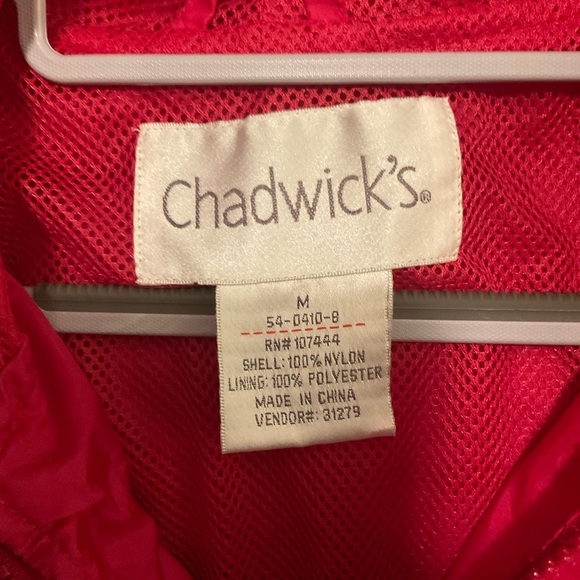 Chadwick's®
M
54-0410-8
RN# 107444
SHELL: 100% NYLON
LINING: 100% POLYESTER
MADE IN CHINA
VENDOR#: 31279